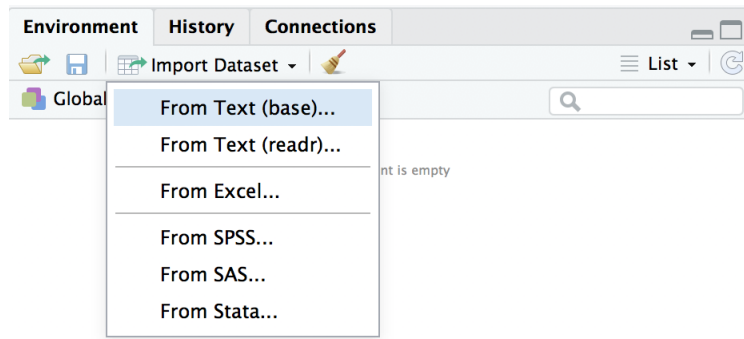 Environment History Connections
Import Dataset List
Global
From Text (base)...
From Text (readr)...
nt is empty
From Excel...
From SPSS...
From SAS...
From Stata...